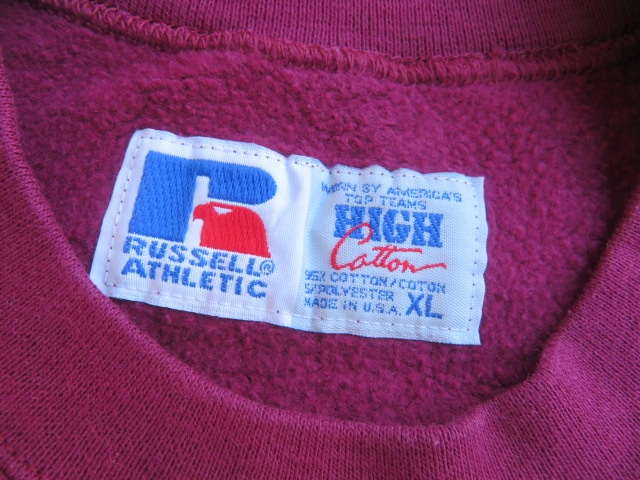 RUSSELL®
ATHLETIC
WORN BY AMERICA'S
TOP TEAMS
HIGH
Cotton
95% COTTON/COTON
5/POLYESTER
MADE IN U.S.A. XL